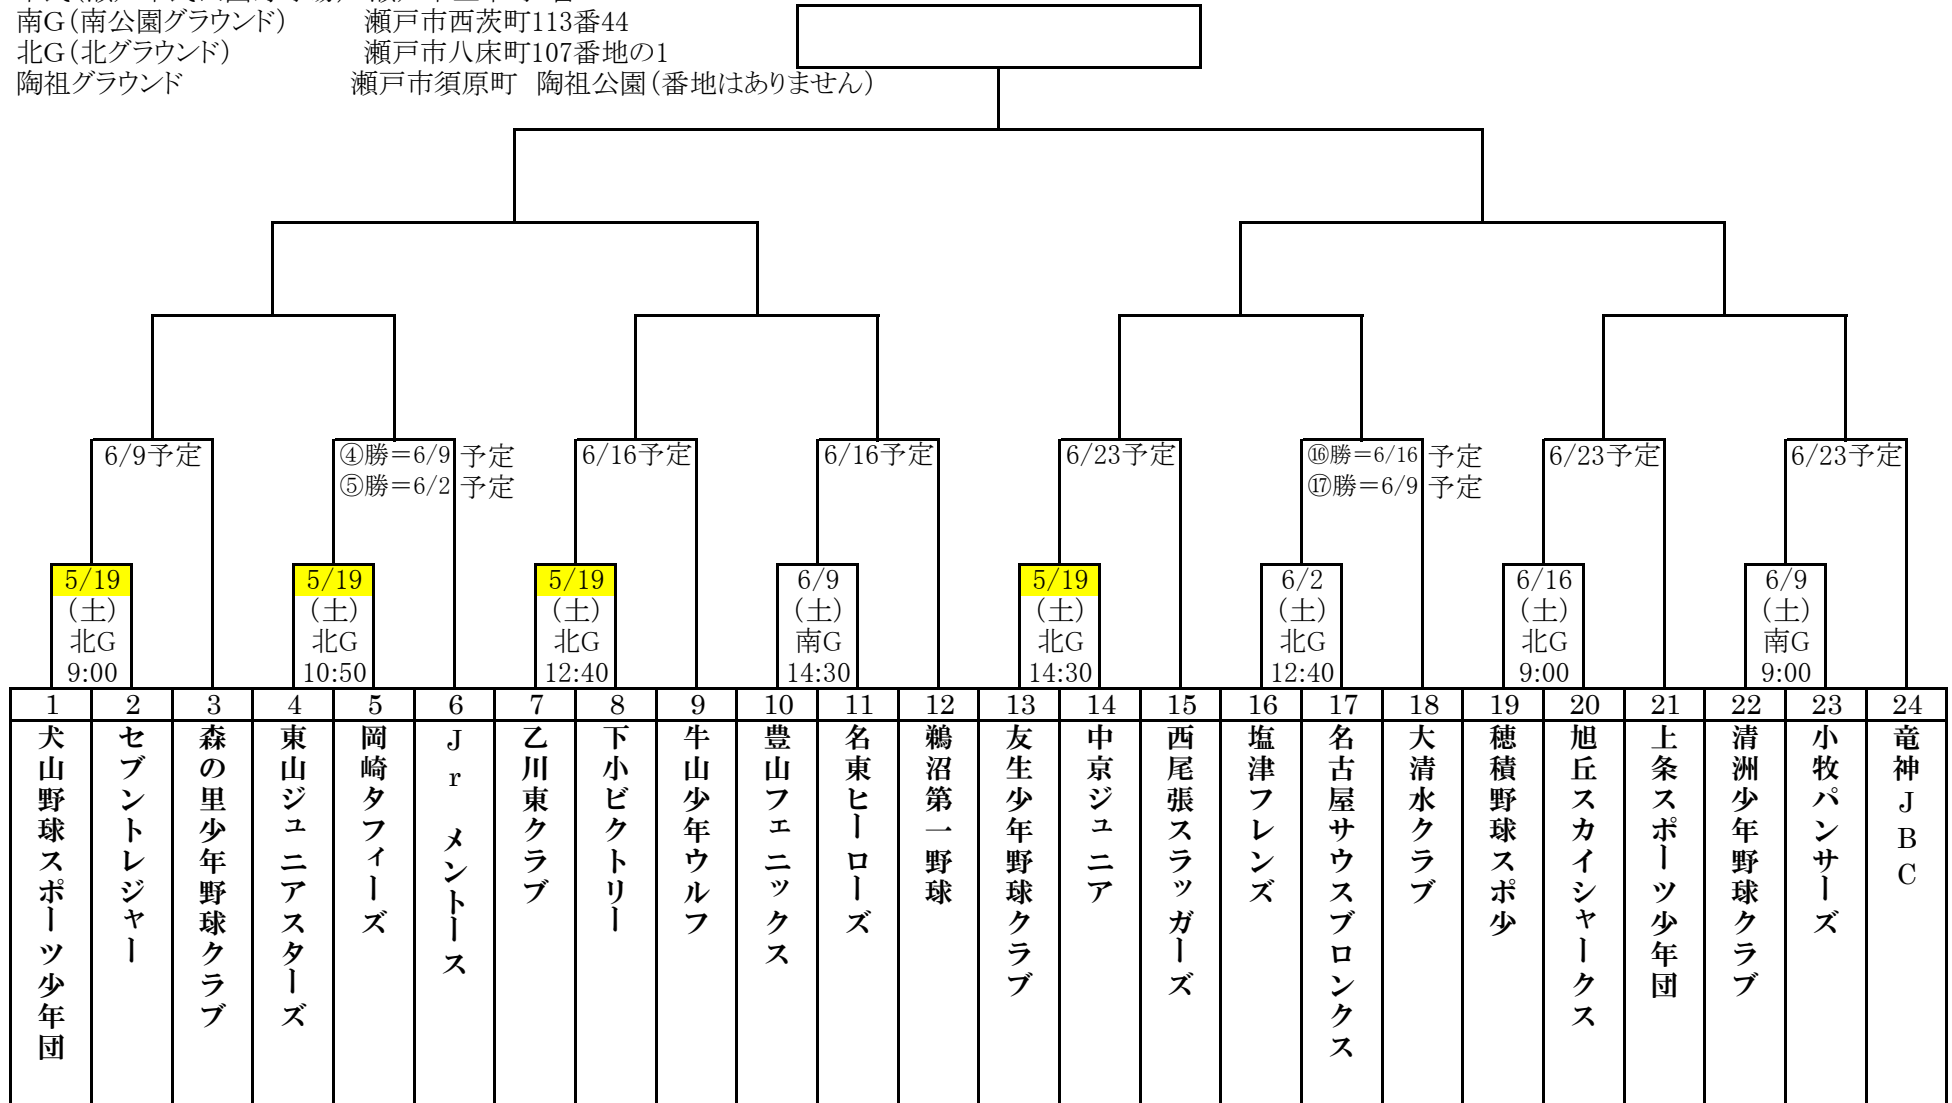 南G(南公園グラウンド) 瀬戸市西茨町113番44
北G(北グラウンド) 瀬戸市八床町107番地の1
陶祖グラウンド 瀬戸市須原町 陶祖公園(番地はありません)
6/9予定
④勝=6/9 予定
⑤勝=6/2 予定
6/16予定
6/16予定
6/23予定
⑯勝=6/16 予定
⑰勝=6/9 予定
6/23予定
6/23予定
5/19
(土)
北G
9:00
5/19
(土)
北G
10:50
5/19
(土)
北G
12:40
6/9
(土)
南G
14:30
5/19
(土)
北G
14:30
6/2
(土)
北G
12:40
6/16
(土)
北G
9:00
6/9
(土)
南G
9:00
1 2 3 4 5 6 7 8 9 10 11 12 13 14 15 16 17 18 19 20 21 22 23 24
犬山野球スポーツ少年団
セブントレジャー
森の里少年野球クラブ
東山ジュニアスターズ
岡崎タフィーズ
Jr メントース
乙川東クラブ
下小ビクトリー
牛山少年ウルフ
豊山フェニックス
名東ヒーローズ
鵜沼第一野球
友生少年野球クラブ
中京ジュニア
西尾張スラッガーズ
塩津フレンズ
名古屋サウスブロンクス
大清水クラブ
穂積野球スポ少
旭丘スカイシャークス
上条スポーツ少年団
清洲少年野球クラブ
小牧パンサーズ
竜神JBC